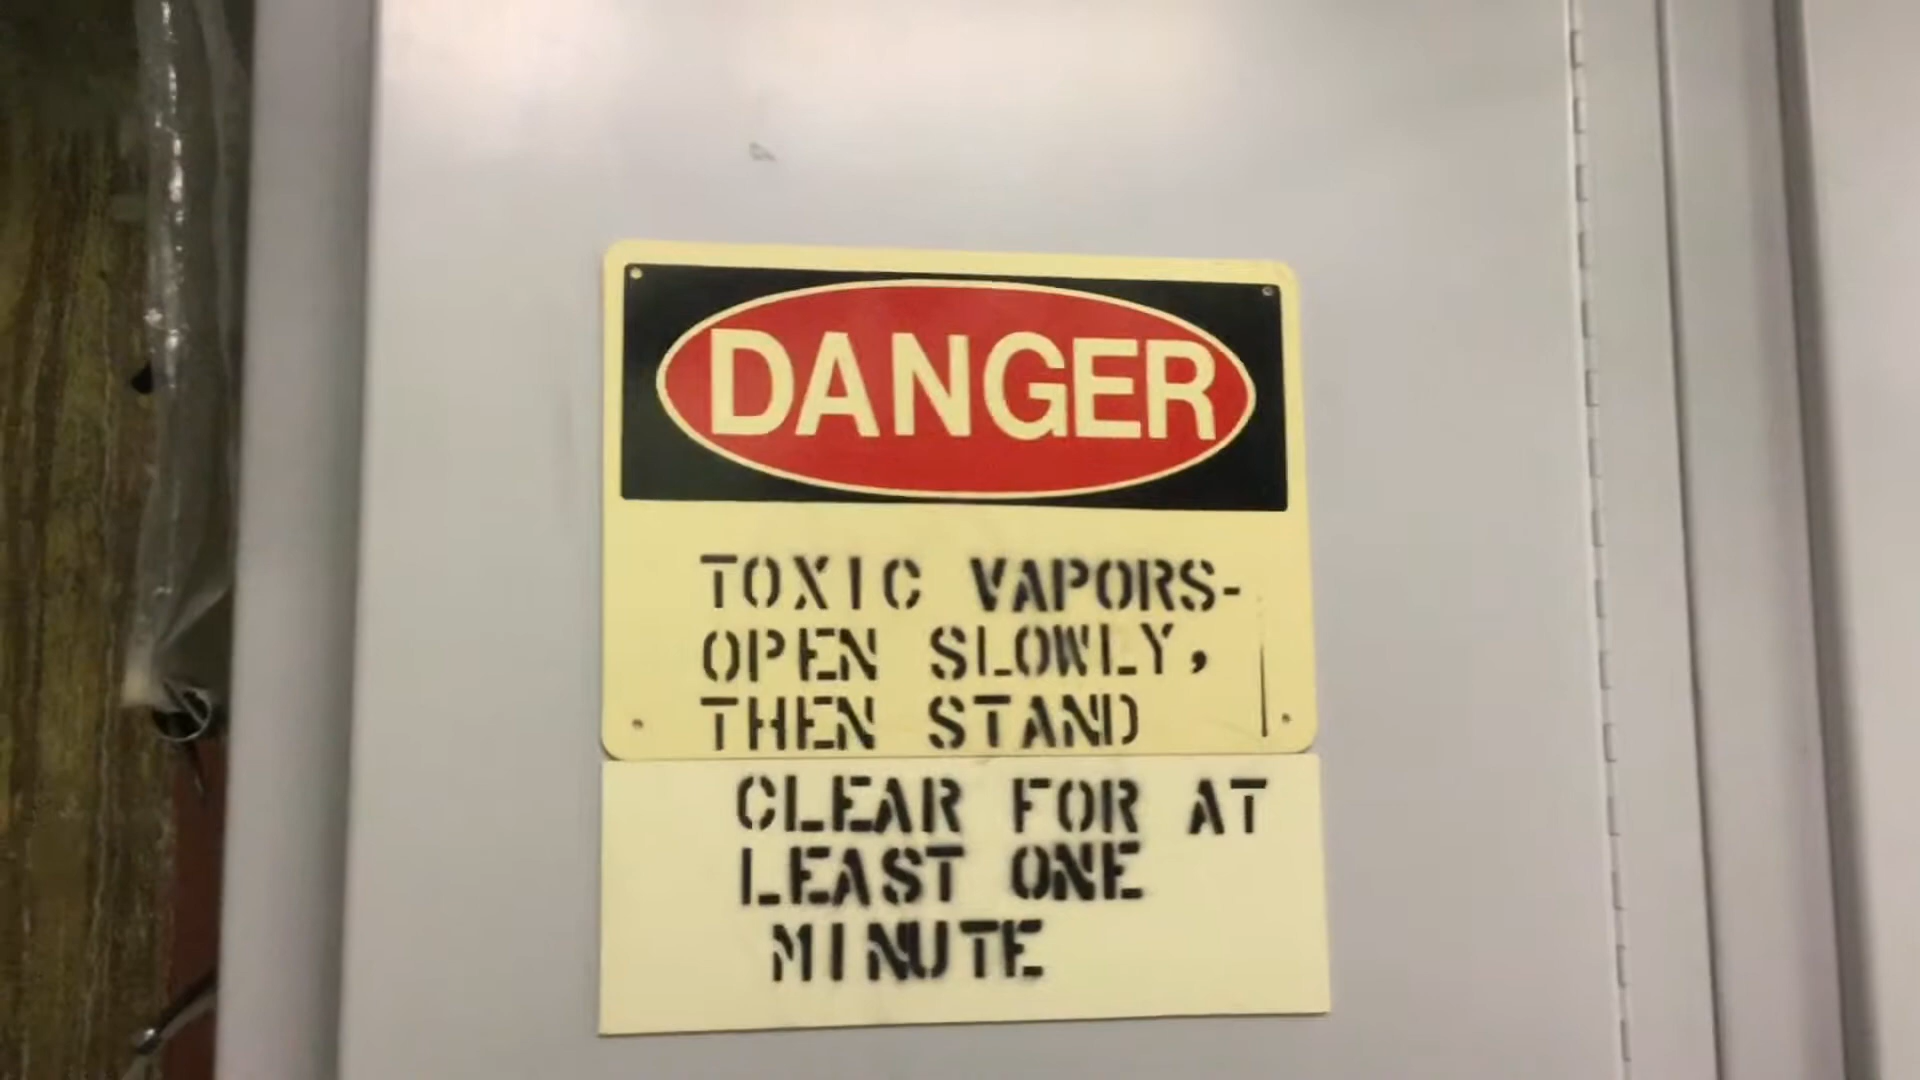 DANGER
TOXIC VAPORS-
OPEN SLOWLY,
THEN STAND
CLEAR FOR AT
LEAST ONE
MINUTE